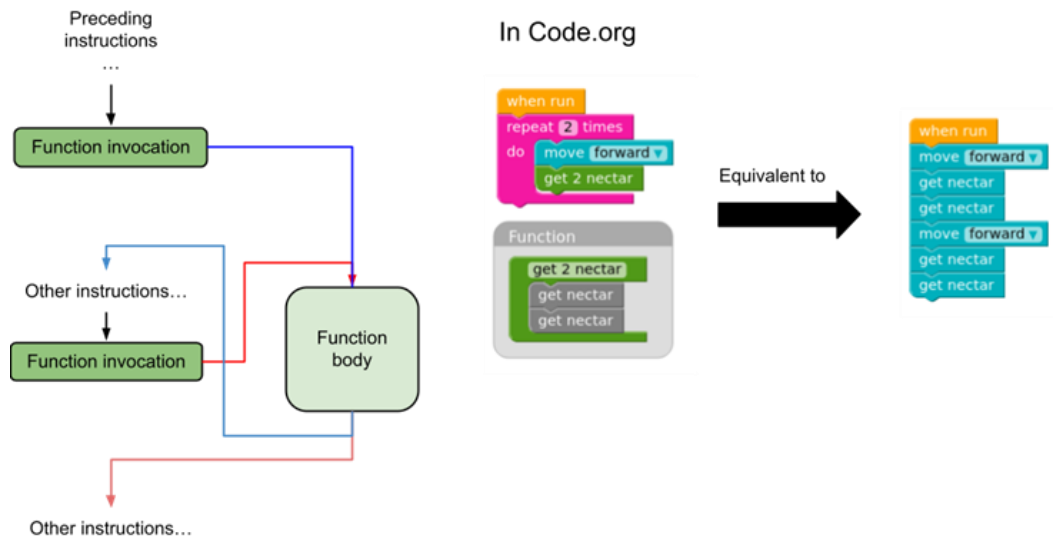 Preceding
instructions
...
Function invocation
Other instructions...
Function invocation
Function
body
Other instructions...
In Code.org
when run
repeat 2 times
do move forward ▼
get 2 nectar
Function
get 2 nectar
get nectar
get nectar
Equivalent to
when run
move forward ▼
get nectar
get nectar
move forward ▼
get nectar
get nectar